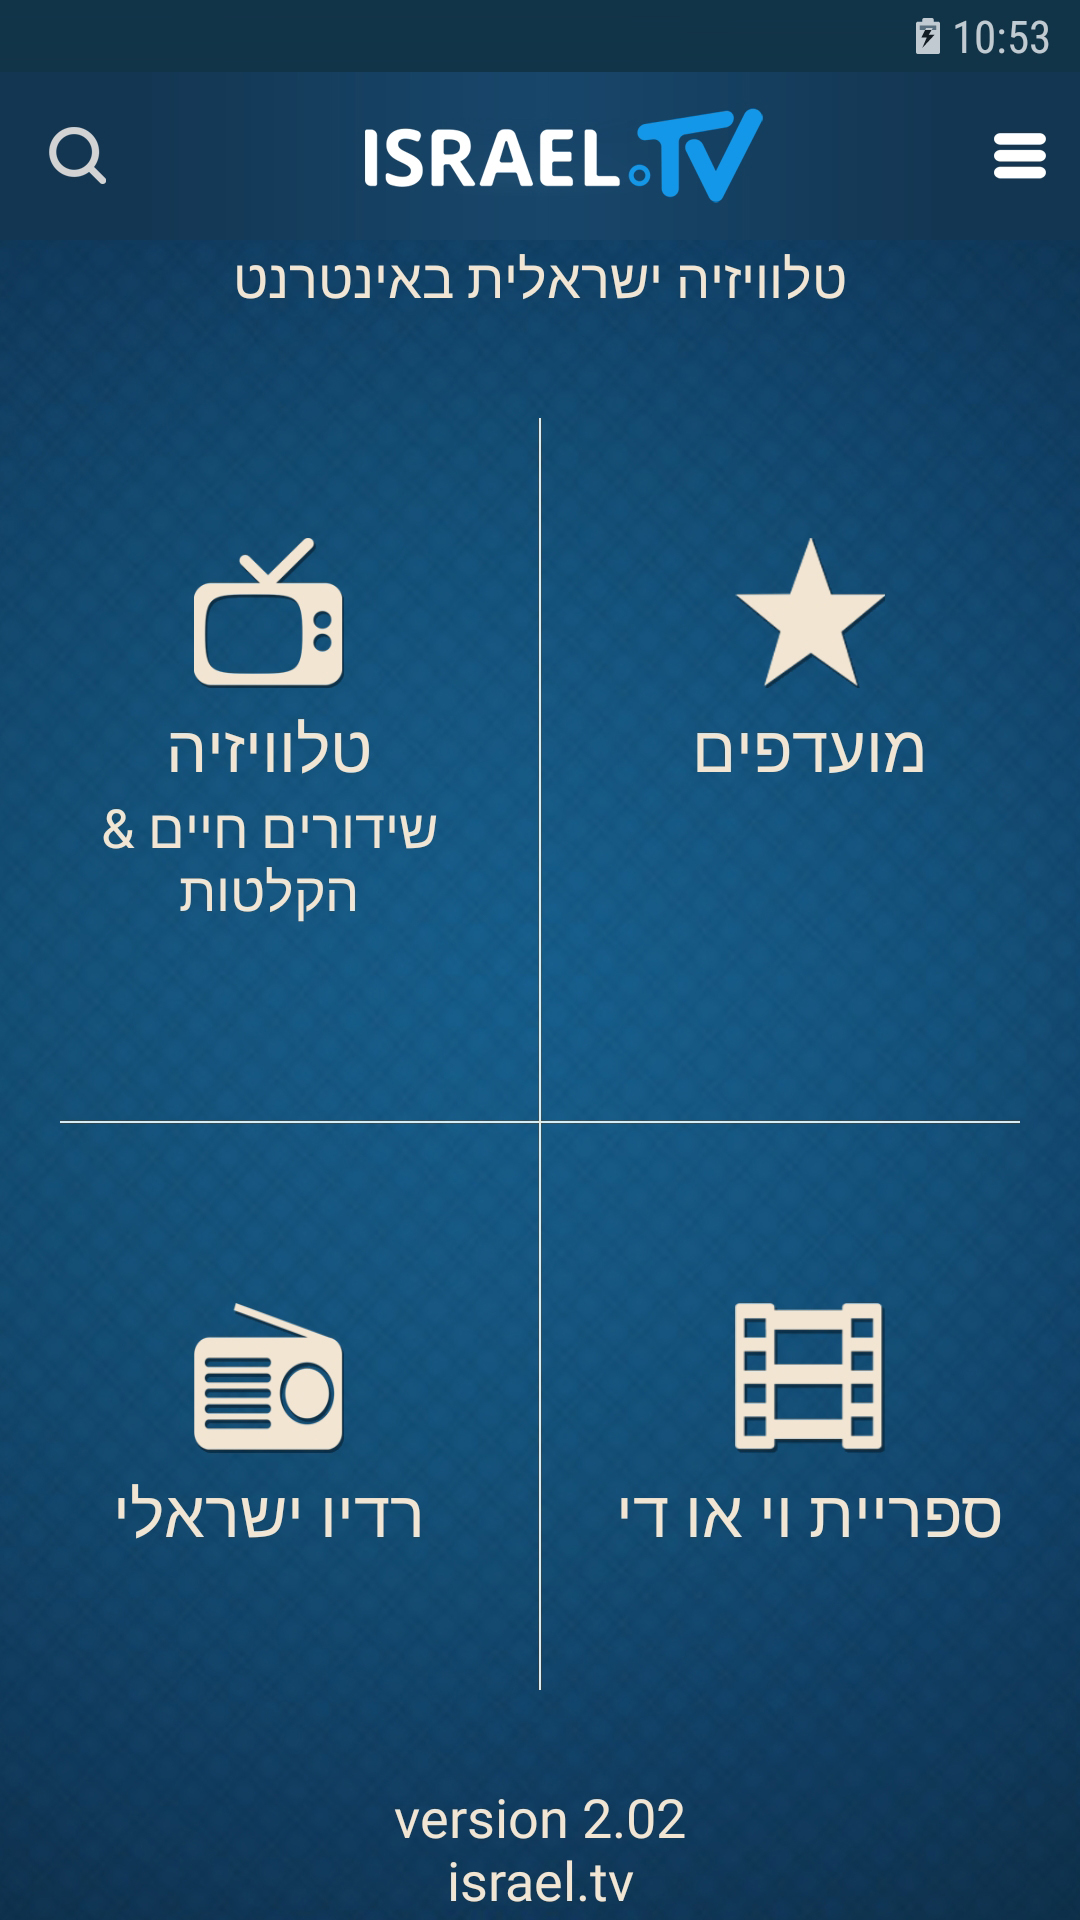 10:53
ISRAEL.TV
טלוויזיה ישראלית באינטרנט
מועדפים
טלוויזיה
שידורים חיים &
הקלטות
ספריית וי או די
רדיו ישראלי
version 2.02
israel.tv